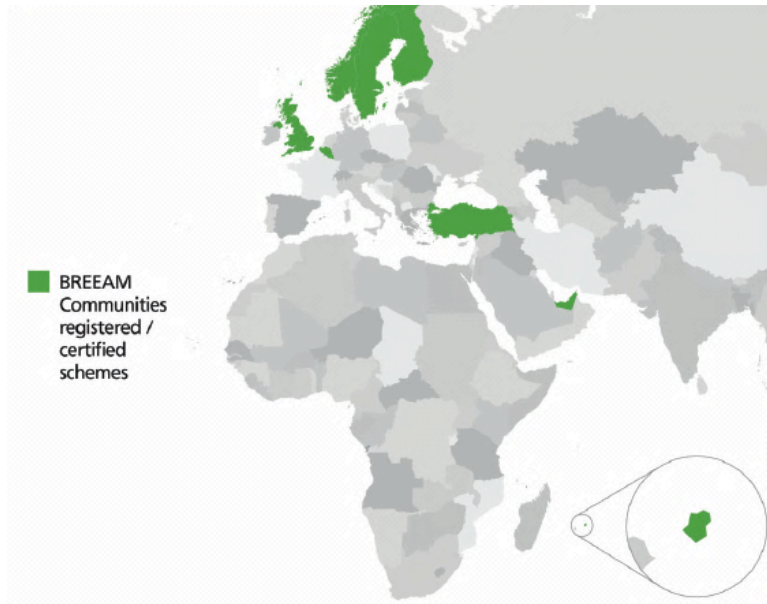 BREEAM
Communities
registered /
certified
schemes